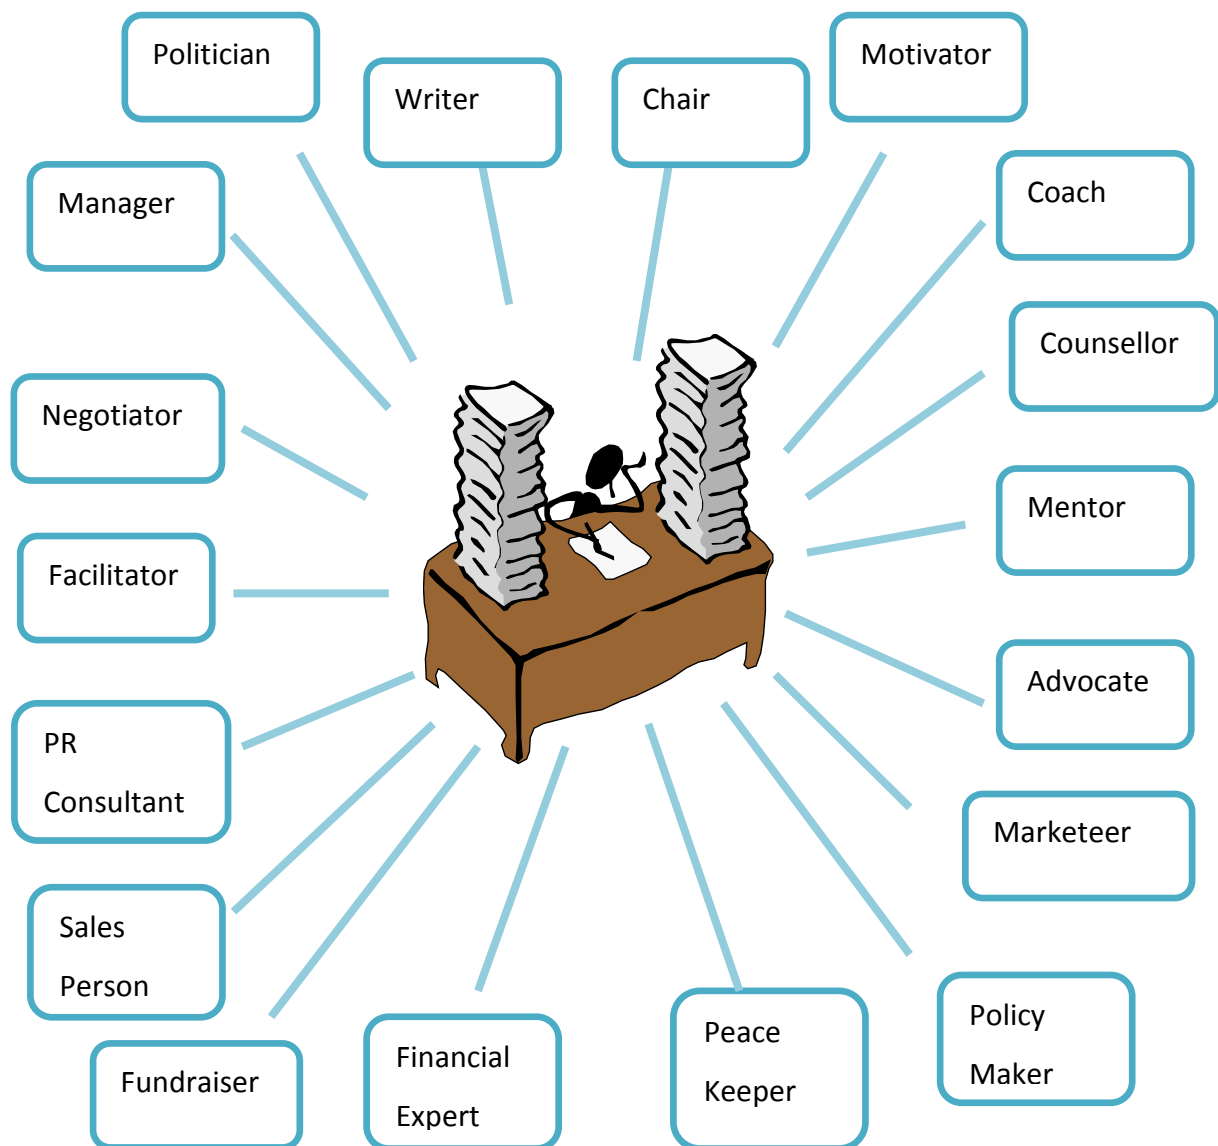 Politician
Writer
Chair
Motivator
Manager
Coach
Counsellor
Negotiator
Mentor
Facilitator
Advocate
PR
Consultant
Marketeer
Sales
Person
Policy
Maker
Peace
Keeper
Financial
Expert
Fundraiser